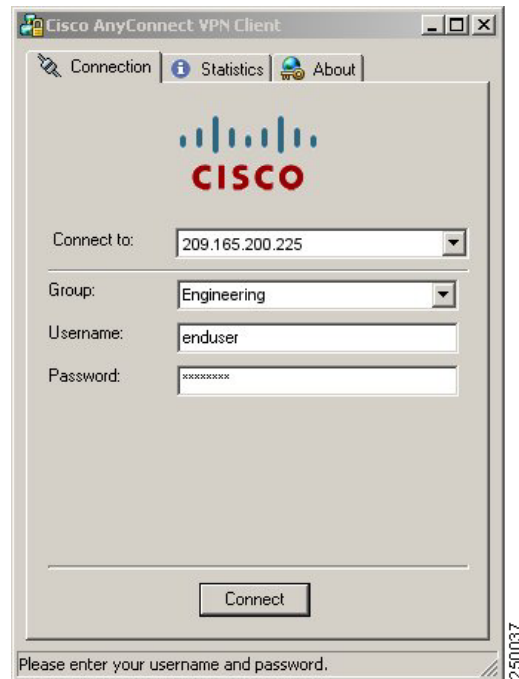 Cisco AnyConnect VPN Client
Connection Statistics About
CISCO
Connect to: 209.165.200.225
Group: Engineering
Username: enduser
Password: ××××××××
Connect
Please enter your username and password.
250037